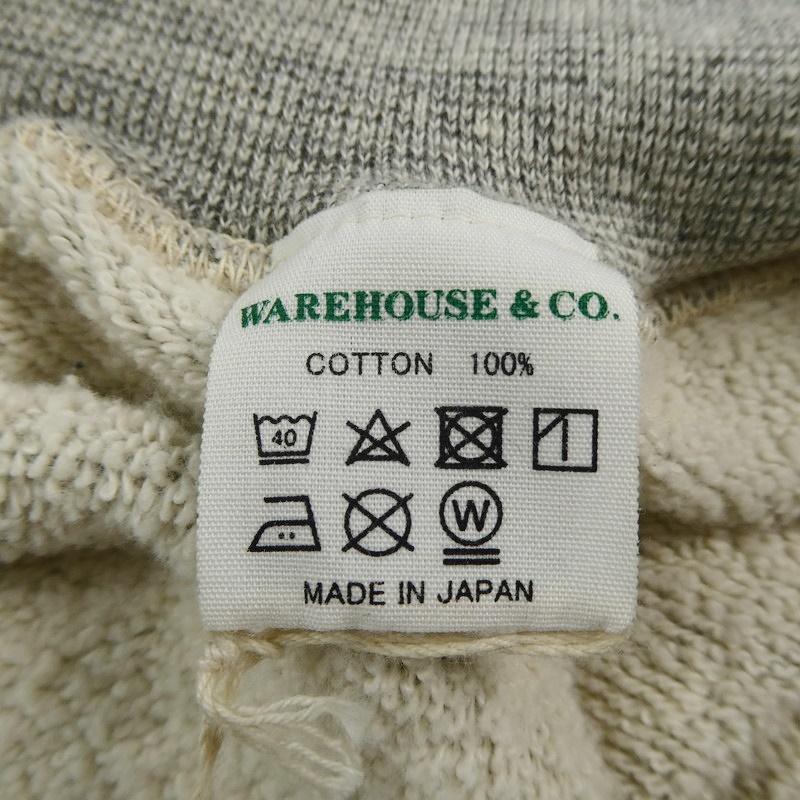 WAREHOUSE & CO.
COTTON 100%
40
W
MADE IN JAPAN